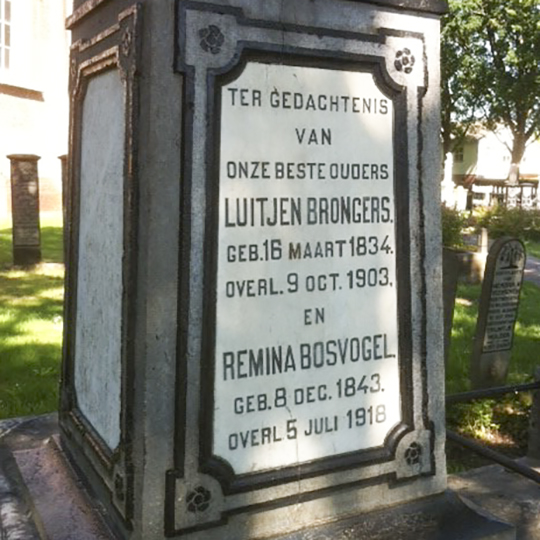 TER GEDACHTENIS
VAN
ONZE BESTE OUDERS
LUITJEN BRONGERS.
GEB. 16 MAART 1834.
OVERL. 9 OCT. 1903.
EN
REMINA BOSVOGEL.
GEB. 8 DEC. 1843.
OVERL 5 JULI 1918